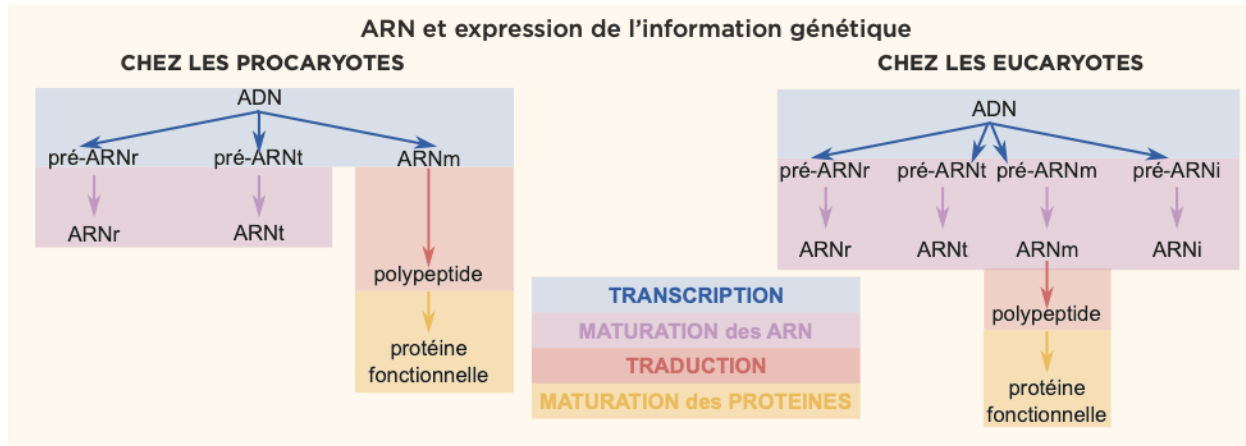 ARN et expression de l'information génétique
CHEZ LES PROCARYOTES
ADN
pré-ARNr
pré-ARNt
ARNm
ARNr
ARNt
polypeptide
protéine
fonctionnelle
TRANSCRIPTION
MATURATION des ARN
TRADUCTION
MATURATION des PROTEINES
CHEZ LES EUCARYOTES
ADN
pré-ARNr
pré-ARNt
pré-ARNm
pré-ARNi
ARNr
ARNt
ARNm
ARNi
polypeptide
protéine
fonctionnelle